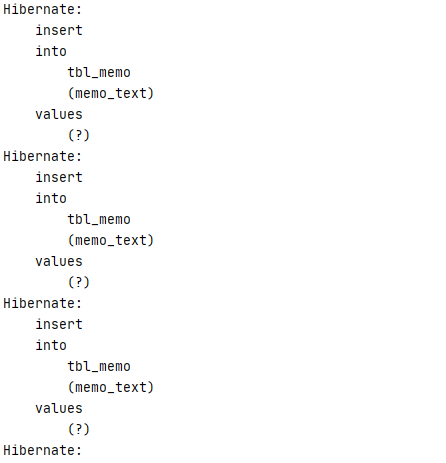 Hibernate:
    insert
    into
        tbl_memo
        (memo_text)
    values
        (?)
Hibernate:
    insert
    into
        tbl_memo
        (memo_text)
    values
        (?)
Hibernate:
    insert
    into
        tbl_memo
        (memo_text)
    values
        (?)
Hibernate: